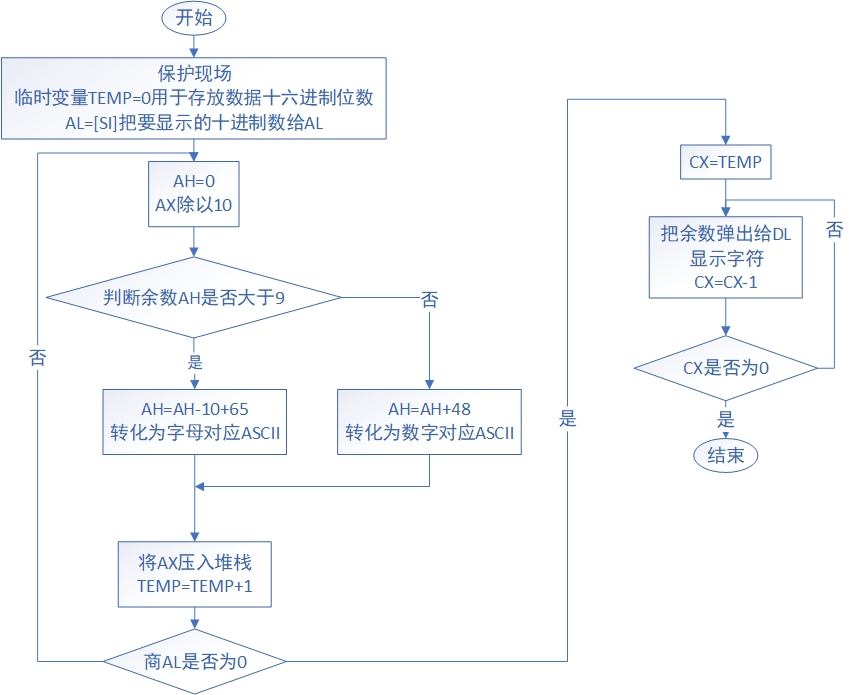 开始
保护现场
临时变量TEMP=0用于存放数据十六进制位数
AL=[SI]把要显示的十进制数给AL
AH=0
AX除以10
判断余数AH是否大于9
否
是
AH=AH-10+65
转化为字母对应ASCII
AH=AH+48
转化为数字对应ASCII
将AX压入堆栈
TEMP=TEMP+1
商AL是否为0
否
是
CX=TEMP
把余数弹出给DL
显示字符
CX=CX-1
否
CX是否为0
是
结束